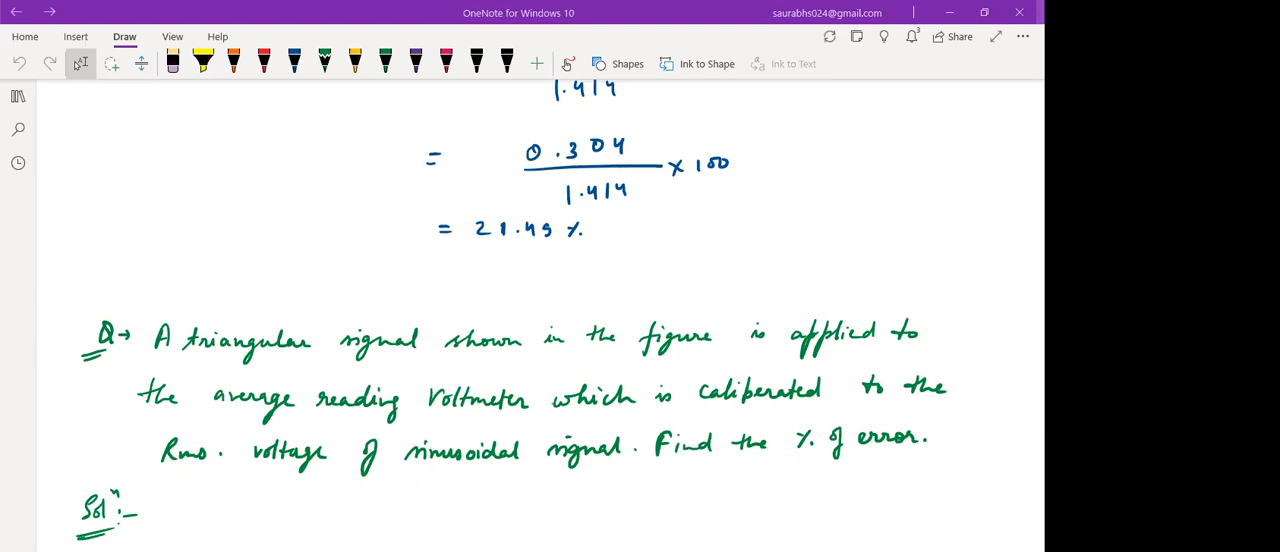 OneNote for Windows 10
saurabhs024@gmail.com
Home Insert Draw View Help
3 Share
Shapes Ink to Shape Ink to Text
1.414
= 0.304
1.414 × 100
= 21.49 %
Q→ A triangular signal shown in the figure is applied to
the average reading Voltmeter which is caliberated to the
Rms. voltage of sinusoidal signal. Find the % of error.
Solⁿ:-